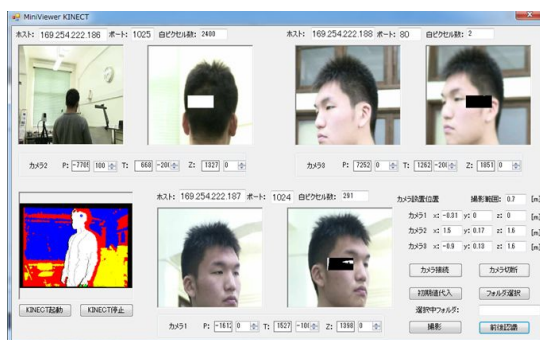 MiniViewer KINECT
ホスト: 169.254.222.186 ポート: 1025 白ピクセル数: 2400
ホスト: 169.254.222.188 ポート: 80 白ピクセル数: 2
カメラ2 P: -7708 180 T: 668 -200 Z: 1327 0
カメラ3 P: 7252 0 T: 1262 -200 Z: 1851 0
ホスト: 169.254.222.187 ポート: 1024 白ピクセル数: 291
カメラ設置位置 撮影範囲: 0.7 [m]
カメラ1 x: -0.31 y: 0 z: 0 [m]
カメラ2 x: 1.5 y: 0.17 z: 1.6 [m]
カメラ3 x: -0.9 y: 0.13 z: 1.6 [m]
カメラ接続 カメラ切断
初期値代入 フォルダ選択
選択中フォルダ:
撮影 前後認識
KINECT起動 KINECT停止
カメラ1 P: -1612 0 T: 1527 -100 Z: 1398 0